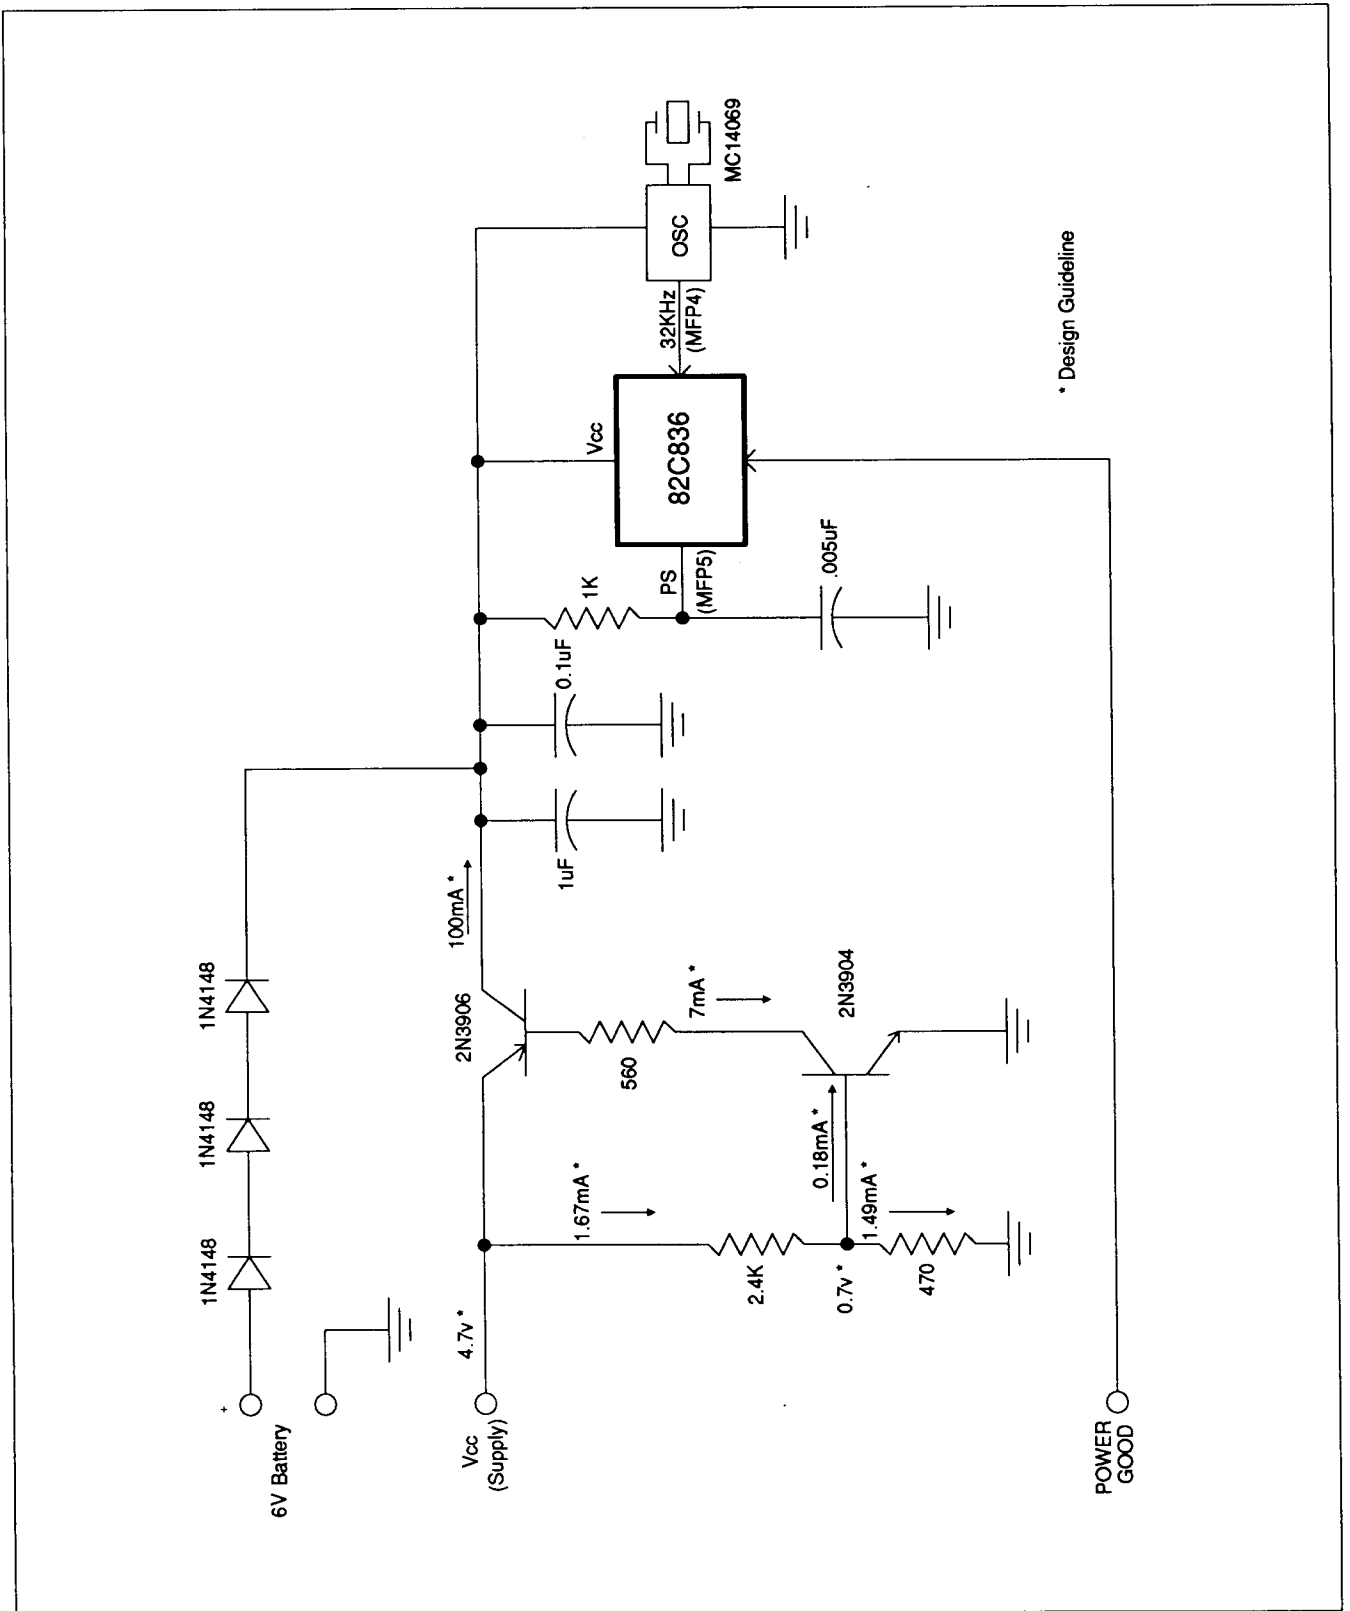 6V Battery
+
1N4148
1N4148
1N4148
Vcc
(Supply)
4.7v *
1.67mA *
2.4K
0.7v *
470
1.49mA *
0.18mA *
2N3906
560
7mA *
2N3904
100mA *
1uF
0.1uF
1K
PS
(MFP5)
.005uF
Vcc
82C836
32KHz
(MFP4)
OSC
MC14069
POWER
GOOD
* Design Guideline